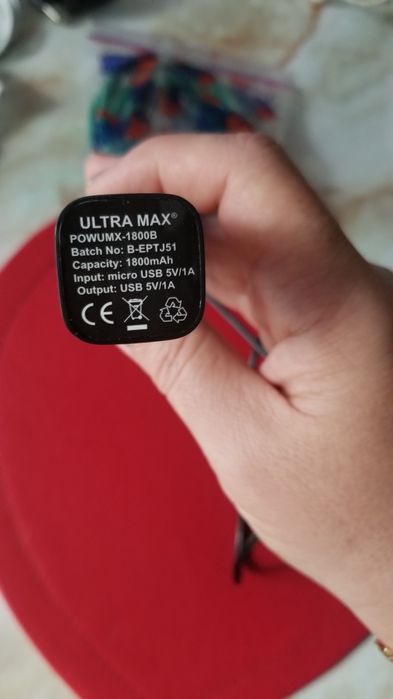 ULTRA MAX®
POWUMX-1800B
Batch No: B-EPTJ51
Capacity: 1800mAh
Input: micro USB 5V/1A
Output: USB 5V/1A
CE